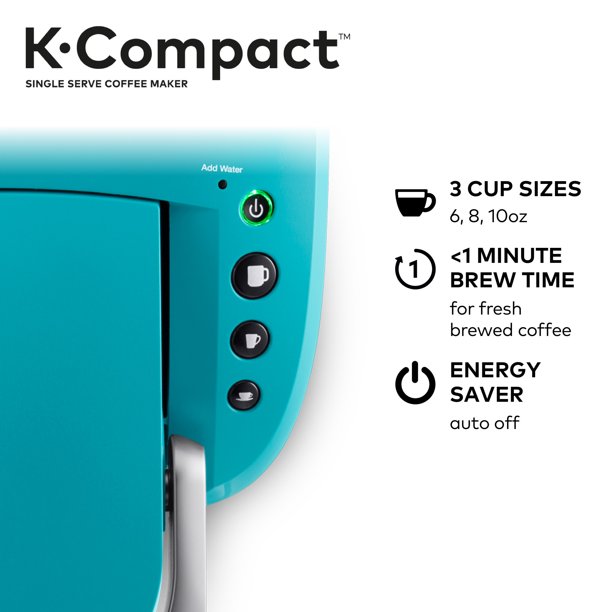 K•Compact™
SINGLE SERVE COFFEE MAKER
Add Water
3 CUP SIZES
6, 8, 10oz
1
<1 MINUTE
BREW TIME
for fresh
brewed coffee
ENERGY
SAVER
auto off